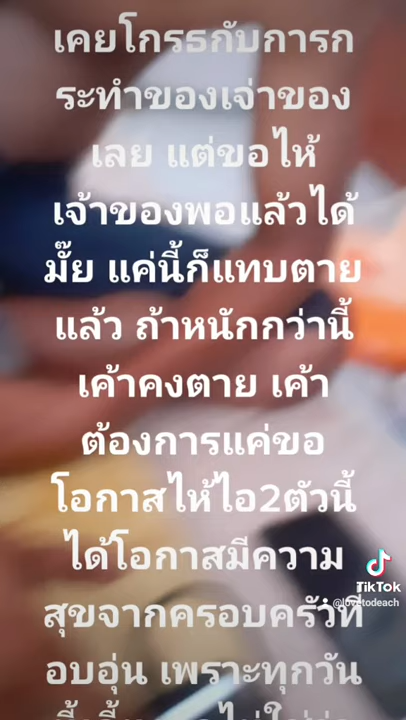 เคยโกรธกับการก
ระทำของเจ่าของ
เลย แต่ขอไห้
เจ้าของพอแล้วได้
มั๊ย แค่นี้ก็แทบตาย
แล้ว ถ้าหนักกว่านี้
เค้าคงตาย เค้า
ต้องการแค่ขอ
โอกาสไห้ไอ2ตัวนี้
ได้โอกาสมีความ
สุขจากครอบครัวที่
อบอุ่น เพราะทุกวัน
TikTok
@lovetodeach